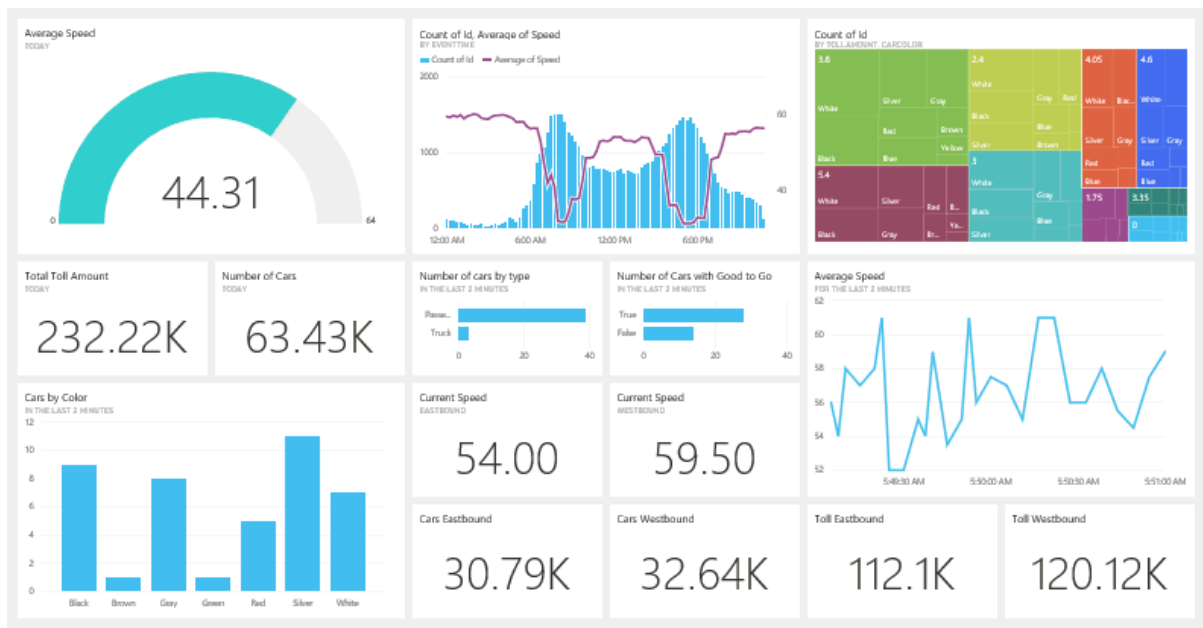 Average Speed
TODAY
44.31
0
64
Count of Id, Average of Speed
BY EVENTTIME
Count of Id Average of Speed
2000
1000
0
60
40
12:00 AM 6:00 AM 12:00 PM 6:00 PM
Count of Id
BY TOLLAMOUNT, CARCOLOR
3.8
White
Silver
Gray
Red
Brown
Yellow
Black
Blue
5.4
White
Silver
Red
B...
Ye...
Black
Gray
Br...
2.4
White
Gray
Red
Black
Blue
Silver
Brown
3
White
Gray
Black
Blue
Silver
4.05
White
Blac...
Silver
Gray
Red
Blue
4.6
White
Silver
Gray
Red
Blue
1.75
3.35
0
Total Toll Amount
TODAY
232.22K
Number of Cars
TODAY
63.43K
Number of cars by type
IN THE LAST 2 MINUTES
Passe...
Truck
0 20 40
Number of Cars with Good to Go
IN THE LAST 2 MINUTES
True
False
0 20 40
Average Speed
FOR THE LAST 2 MINUTES
62
60
58
56
54
52
5:49:30 AM 5:50:00 AM 5:50:30 AM 5:51:00 AM
Cars by Color
IN THE LAST 2 MINUTES
12
10
8
6
4
2
0
Black Brown Gray Green Red Silver White
Current Speed
EASTBOUND
54.00
Current Speed
WESTBOUND
59.50
Cars Eastbound
30.79K
Cars Westbound
32.64K
Toll Eastbound
112.1K
Toll Westbound
120.12K